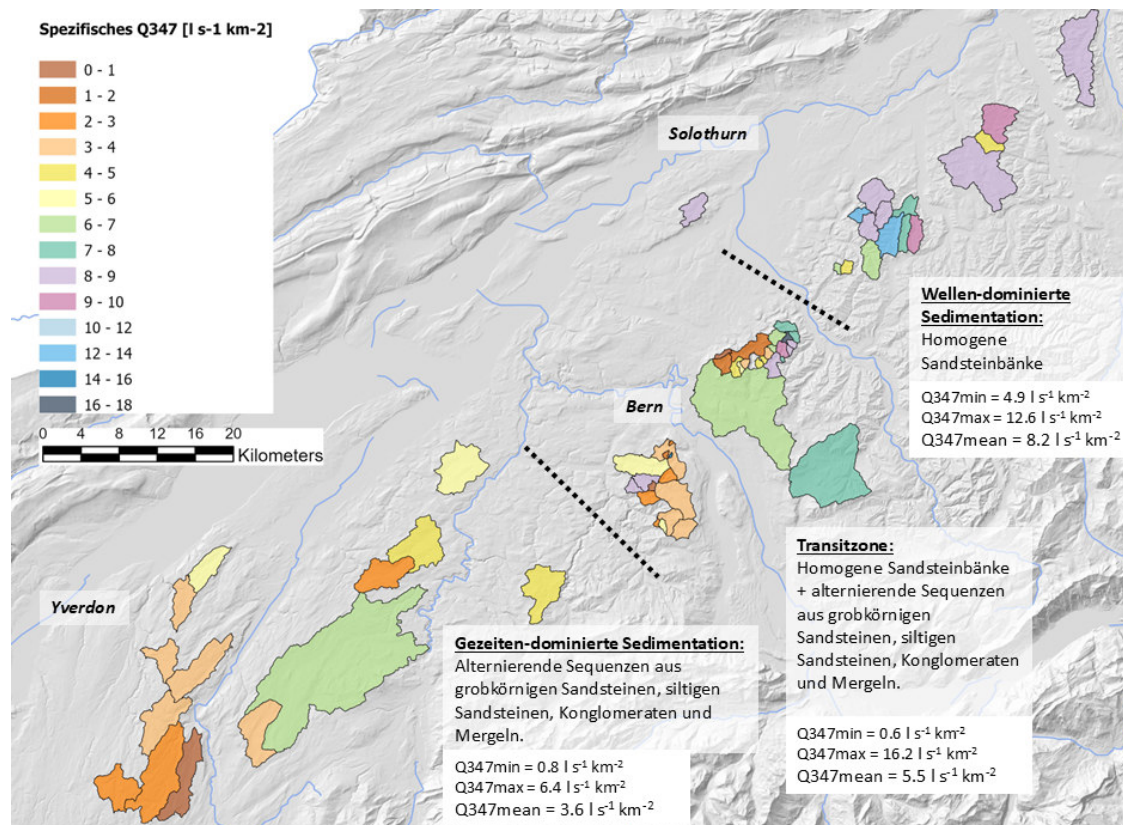 Spezifisches Q347 [l s-1 km-2]
0 - 1
1 - 2
2 - 3
3 - 4
4 - 5
5 - 6
6 - 7
7 - 8
8 - 9
9 - 10
10 - 12
12 - 14
14 - 16
16 - 18
0 4 8 12 16 20
Kilometers
Solothurn
Bern
Yverdon
Wellen-dominierte
Sedimentation:
Homogene
Sandsteinbänke
Q347min = 4.9 l s⁻¹ km⁻²
Q347max = 12.6 l s⁻¹ km⁻²
Q347mean = 8.2 l s⁻¹ km⁻²
Transitzone:
Homogene Sandsteinbänke
+ alternierende Sequenzen
aus grobkörnigen
Sandsteinen, siltigen
Sandsteinen, Konglomeraten
und Mergeln.
Q347min = 0.6 l s⁻¹ km⁻²
Q347max = 16.2 l s⁻¹ km⁻²
Q347mean = 5.5 l s⁻¹ km⁻²
Gezeiten-dominierte Sedimentation:
Alternierende Sequenzen aus
grobkörnigen Sandsteinen, siltigen
Sandsteinen, Konglomeraten und
Mergeln.
Q347min = 0.8 l s⁻¹ km⁻²
Q347max = 6.4 l s⁻¹ km⁻²
Q347mean = 3.6 l s⁻¹ km⁻²